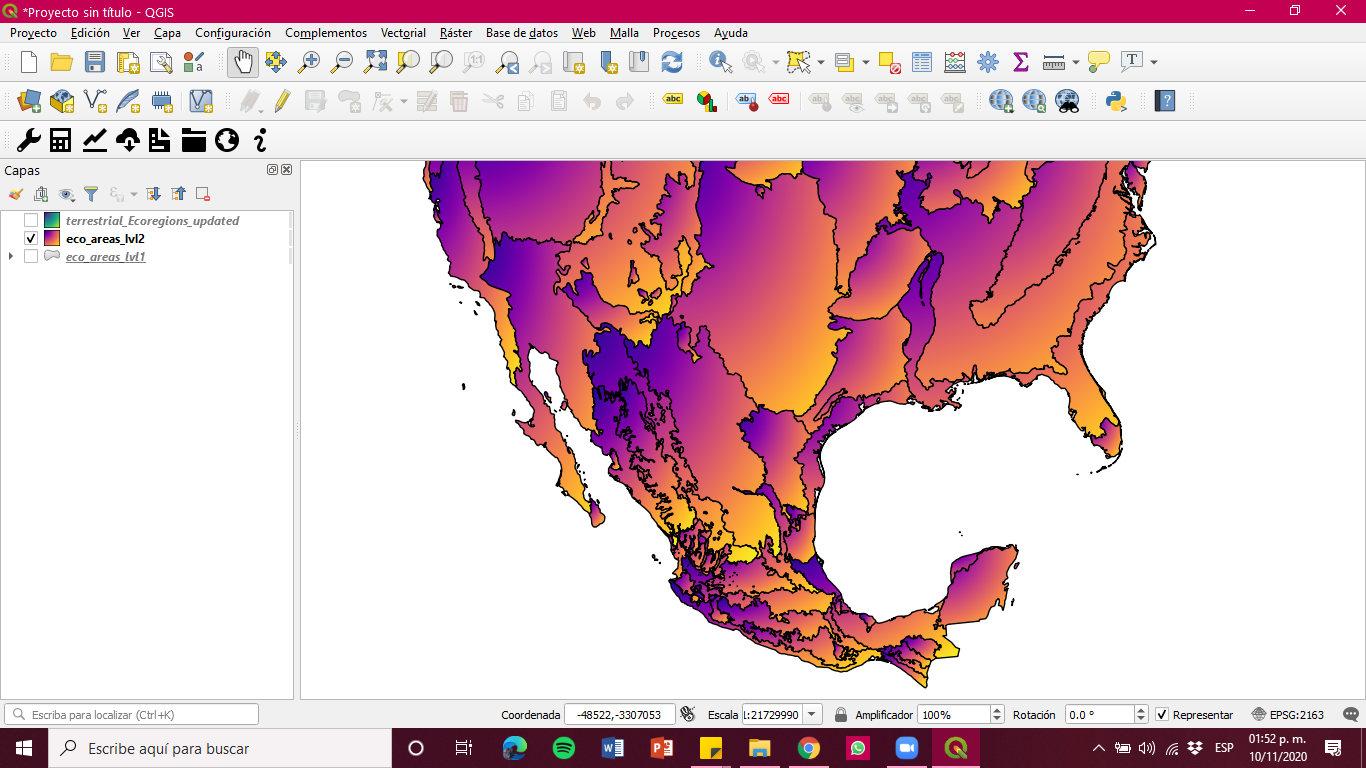 *Proyecto sin título - QGIS
Proyecto Edición Ver Capa Configuración Complementos Vectorial Ráster Base de datos Web Malla Procesos Ayuda
Capas
terrestrial_Ecoregions_updated
eco_areas_lvl2
eco_areas_lvl1
Escriba para localizar (Ctrl+K) Coordenada -48522,-3307053 Escala 1:21729990 Amplificador 100% Rotación 0.0 ° Representar EPSG:2163
Escribe aquí para buscar
ESP
01:52 p. m.
10/11/2020